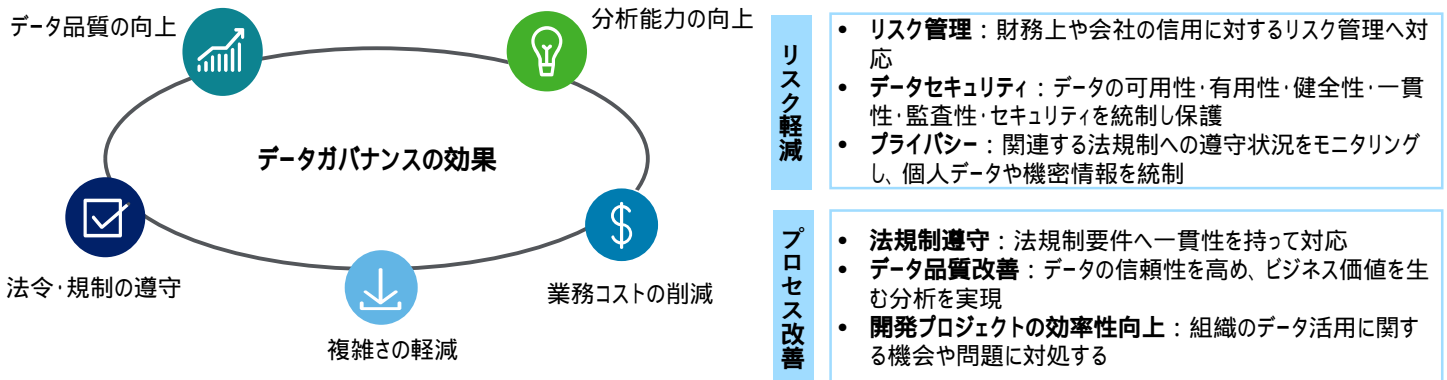 データ品質の向上
分析能力の向上
データガバナンスの効果
法令・規制の遵守
業務コストの削減
複雑さの軽減
リスク軽減
• リスク管理：財務上や会社の信用に対するリスク管理へ対
応
• データセキュリティ：データの可用性・有用性・健全性・一貫
性・監査性・セキュリティを統制し保護
• プライバシー：関連する法規制への遵守状況をモニタリング
し、個人データや機密情報を統制
プロセス改善
• 法規制遵守：法規制要件へ一貫性を持って対応
• データ品質改善：データの信頼性を高め、ビジネス価値を生
む分析を実現
• 開発プロジェクトの効率性向上：組織のデータ活用に関す
る機会や問題に対処する